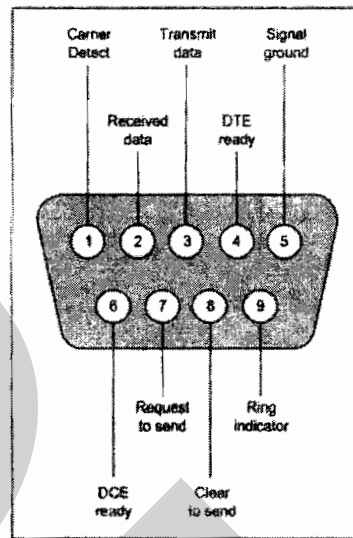 Carrier
Detect
Transmit
data
Signal
ground
Received
data
DTE
ready
1
2
3
4
5
6
7
8
9
Request
to send
Ring
indicator
DCE
ready
Clear
to send